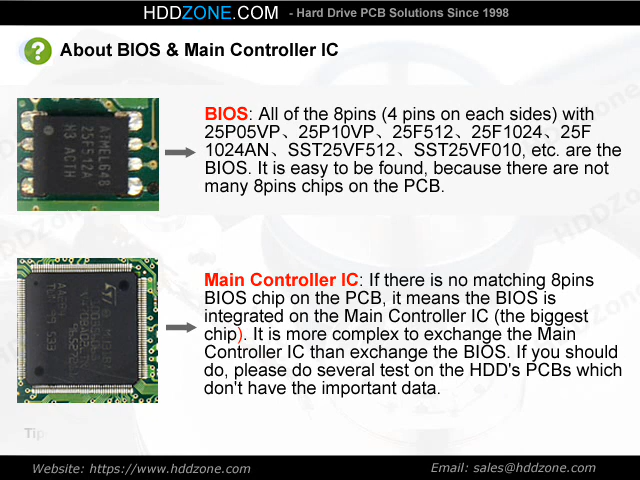 HDDZONE.COM - Hard Drive PCB Solutions Since 1998
? About BIOS & Main Controller IC
BIOS: All of the 8pins (4 pins on each sides) with
25P05VP、25P10VP、25F512、25F1024、25F
1024AN、SST25VF512、SST25VF010, etc. are the
BIOS. It is easy to be found, because there are not
many 8pins chips on the PCB.
ATMEL648
25F512A
N3 ACTH
Main Controller IC: If there is no matching 8pins
BIOS chip on the PCB, it means the BIOS is
integrated on the Main Controller IC (the biggest
chip). It is more complex to exchange the Main
Controller IC than exchange the BIOS. If you should
do, please do several test on the HDD's PCBs which
don't have the important data.
ST
Tip
Website: https://www.hddzone.com Email: sales@hddzone.com